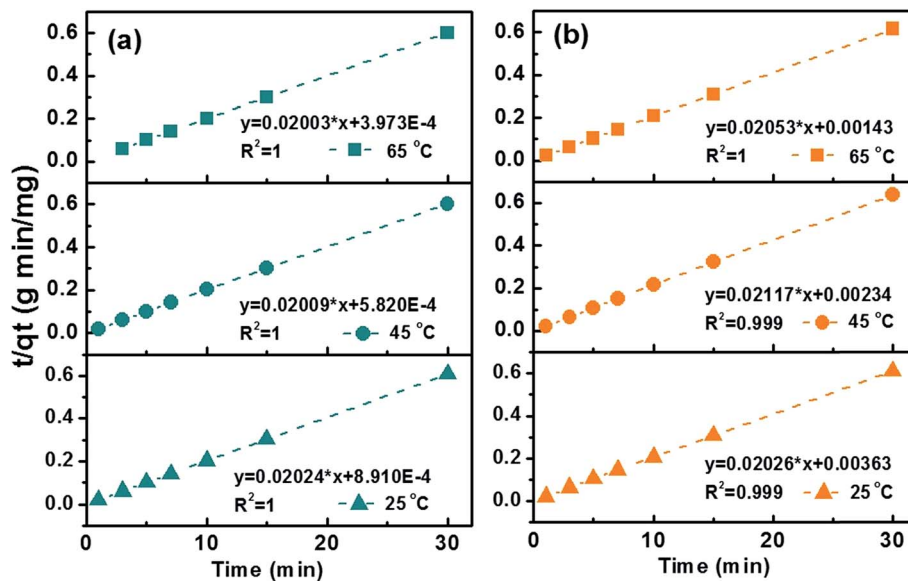 t/qt (g min/mg)
(a)
0.6
0.4
0.2
0.0
y=0.02003*x+3.973E-4
R²=1
65 °C
0.6
0.4
0.2
0.0
y=0.02009*x+5.820E-4
R²=1
45 °C
0.6
0.4
0.2
0.0
y=0.02024*x+8.910E-4
R²=1
25 °C
0 10 20 30
Time (min)
(b)
0.6
0.4
0.2
0.0
y=0.02053*x+0.00143
R²=1
65 °C
0.6
0.4
0.2
0.0
y=0.02117*x+0.00234
R²=0.999
45 °C
0.6
0.4
0.2
0.0
y=0.02026*x+0.00363
R²=0.999
25 °C
0 10 20 30
Time (min)